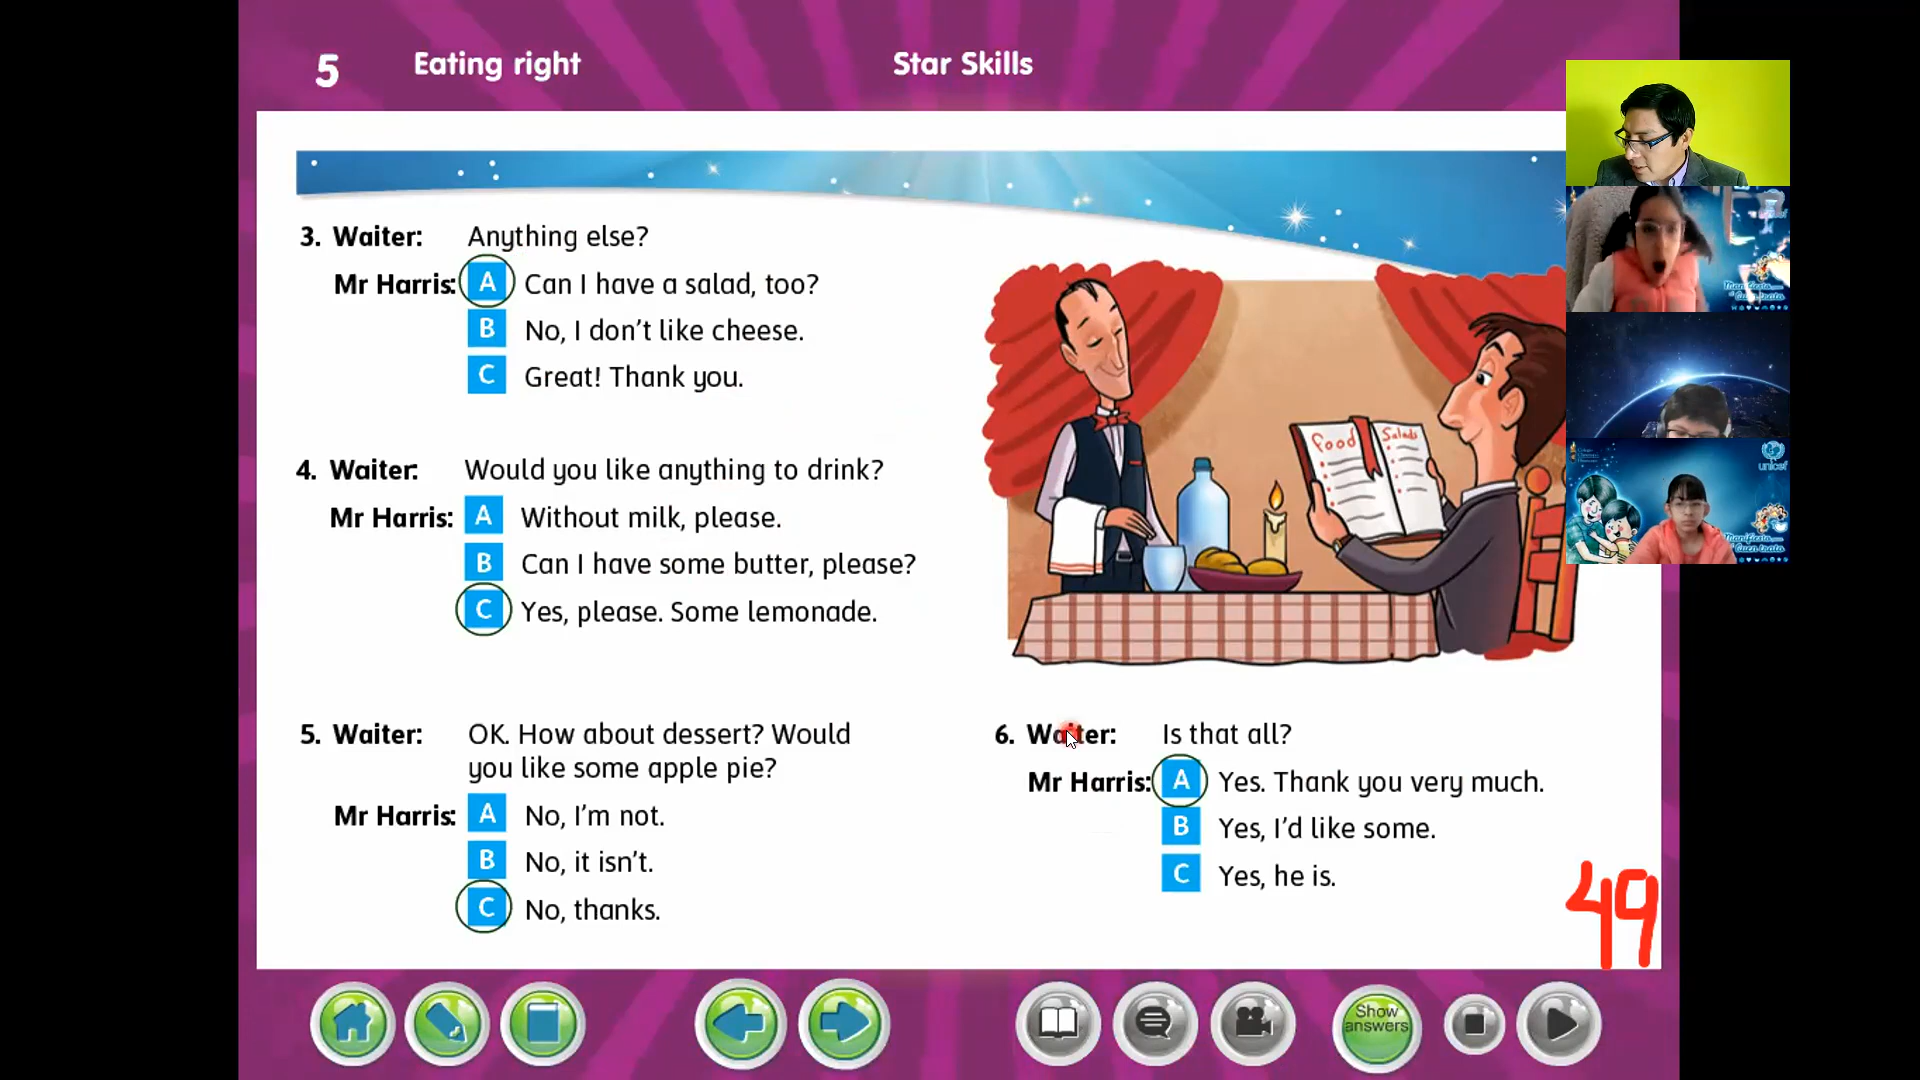 5 Eating right Star Skills
3. Waiter: Anything else?
Mr Harris: A Can I have a salad, too?
B No, I don't like cheese.
C Great! Thank you.
4. Waiter: Would you like anything to drink?
Mr Harris: A Without milk, please.
B Can I have some butter, please?
C Yes, please. Some lemonade.
5. Waiter: OK. How about dessert? Would
you like some apple pie?
Mr Harris: A No, I'm not.
B No, it isn't.
C No, thanks.
Food Salads
6. Waiter: Is that all?
Mr Harris: A Yes. Thank you very much.
B Yes, I'd like some.
C Yes, he is.
49
Show
answers
unicef